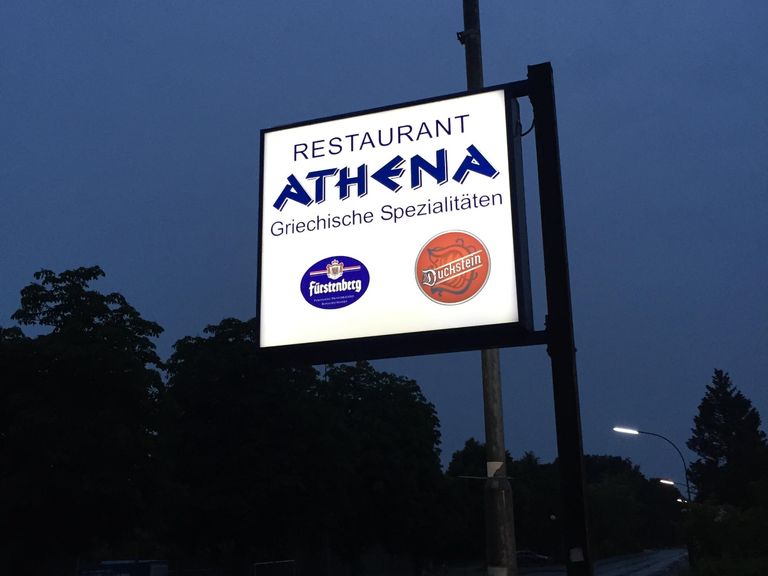 RESTAURANT
ATHENA
Griechische Spezialitäten
Fürstenberg
Duckstein